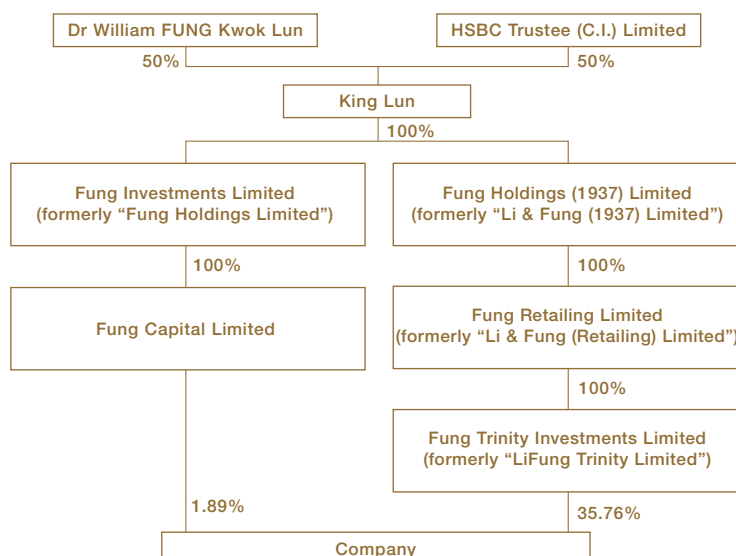 Dr William FUNG Kwok Lun
HSBC Trustee (C.I.) Limited
50%
50%
King Lun
100%
Fung Investments Limited
(formerly “Fung Holdings Limited”)
Fung Holdings (1937) Limited
(formerly “Li & Fung (1937) Limited”)
100%
100%
Fung Capital Limited
Fung Retailing Limited
(formerly “Li & Fung (Retailing) Limited”)
100%
Fung Trinity Investments Limited
(formerly “LiFung Trinity Limited”)
1.89%
35.76%
Company